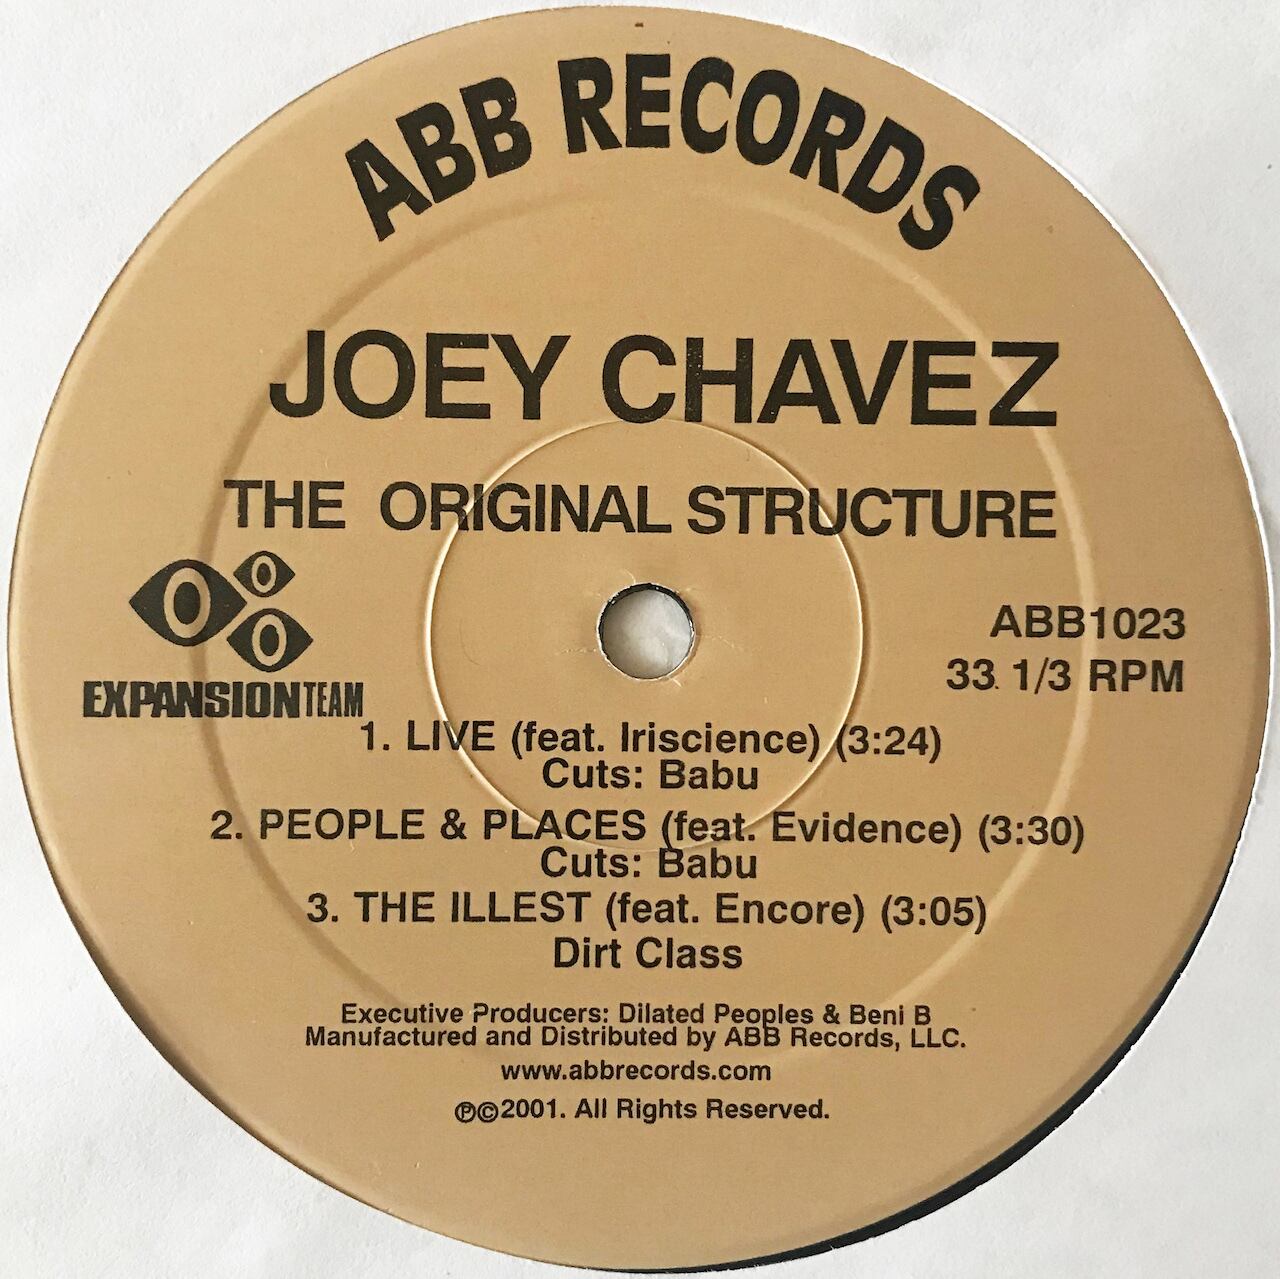 ABB RECORDS
JOEY CHAVEZ
THE ORIGINAL STRUCTURE
EXPANSIONTEAM
ABB1023
33 1/3 RPM
1. LIVE (feat. Iriscience) (3:24)
Cuts: Babu
2. PEOPLE & PLACES (feat. Evidence) (3:30)
Cuts: Babu
3. THE ILLEST (feat. Encore) (3:05)
Dirt Class
Executive Producers: Dilated Peoples & Beni B
Manufactured and Distributed by ABB Records, LLC.
www.abbrecords.com
℗©2001. All Rights Reserved.